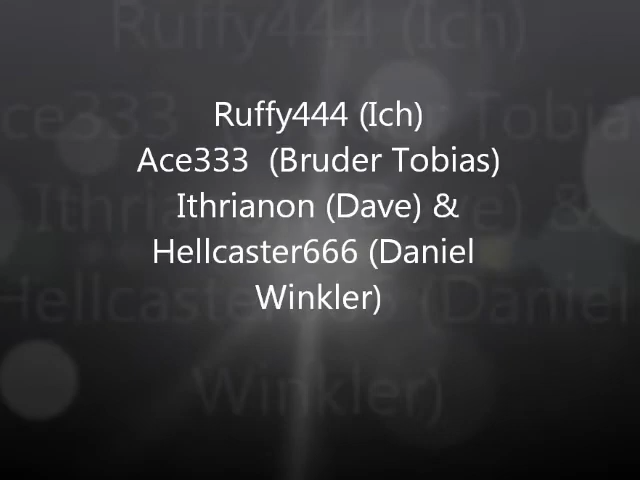 Ruffy444 (Ich)
Ace333  (Bruder Tobias)
Ithrianon (Dave) &
Hellcaster666 (Daniel
Winkler)